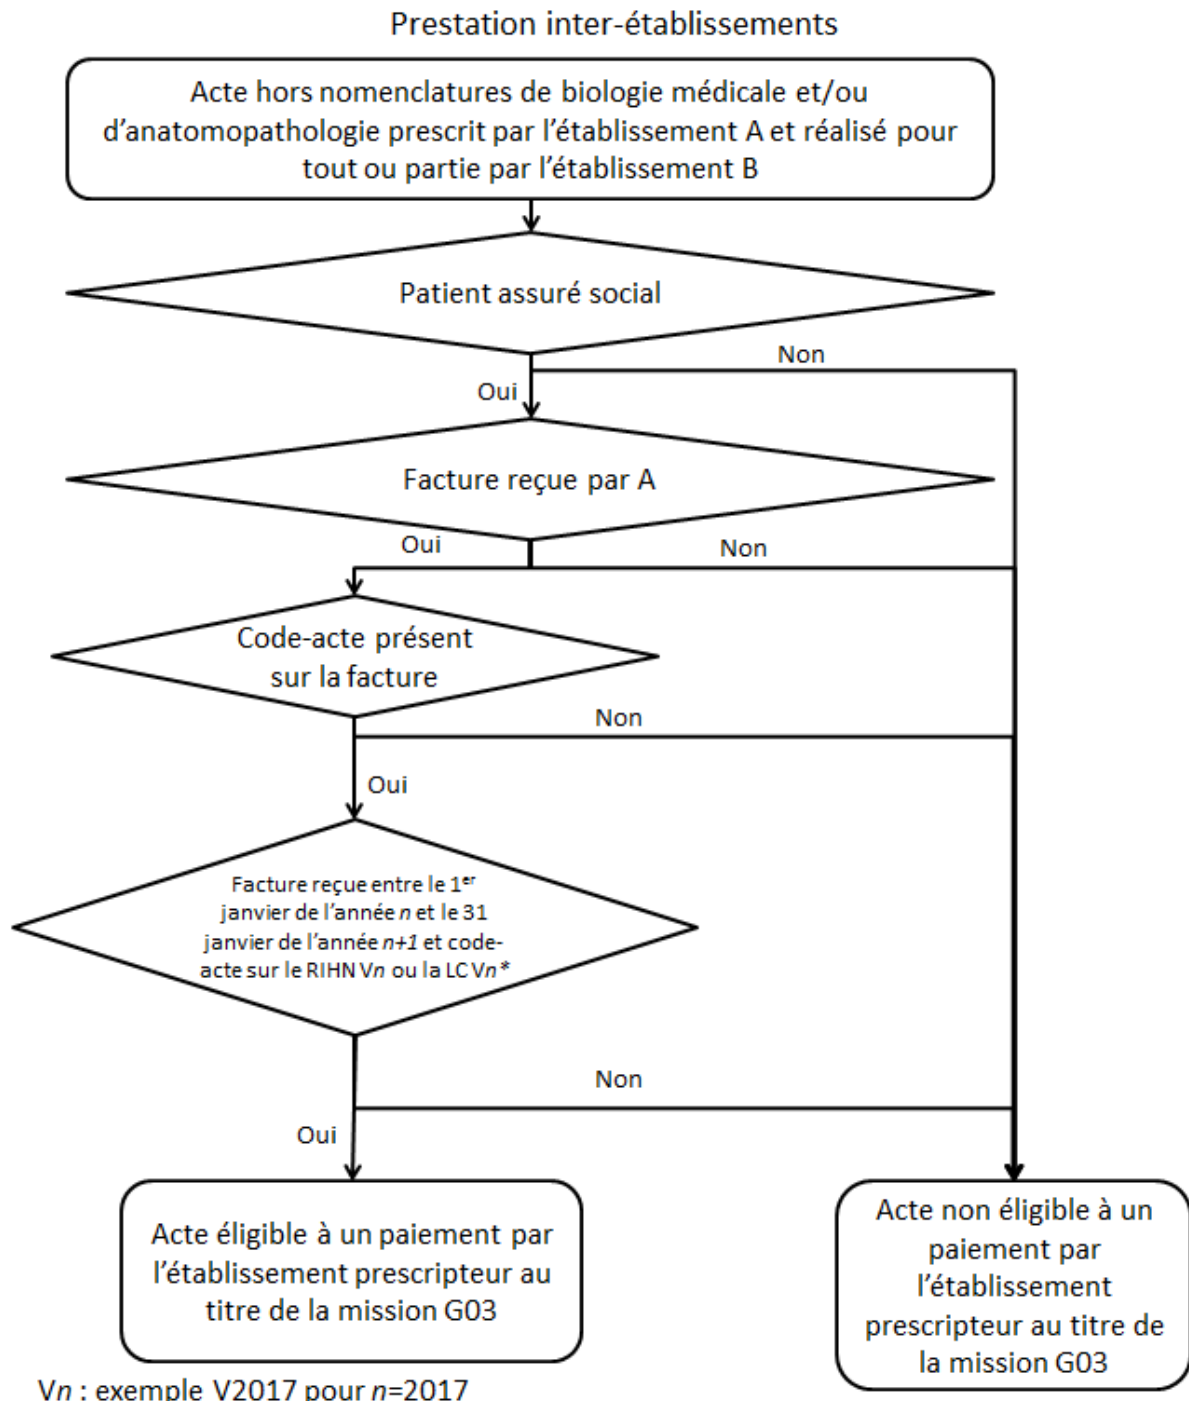 Prestation inter-établissements
Acte hors nomenclatures de biologie médicale et/ou
d'anatomopathologie prescrit par l'établissement A et réalisé pour
tout ou partie par l'établissement B
Patient assuré social
Non
Oui
Facture reçue par A
Oui
Non
Code-acte présent
sur la facture
Non
Oui
Facture reçue entre le 1er
janvier de l'année n et le 31
janvier de l'année n+1 et code-
acte sur le RIHN Vn ou la LC Vn*
Non
Oui
Acte éligible à un paiement par
l'établissement prescripteur au
titre de la mission G03
Acte non éligible à un
paiement par
l'établissement
prescripteur au titre de
la mission G03
Vn : exemple V2017 pour n=2017